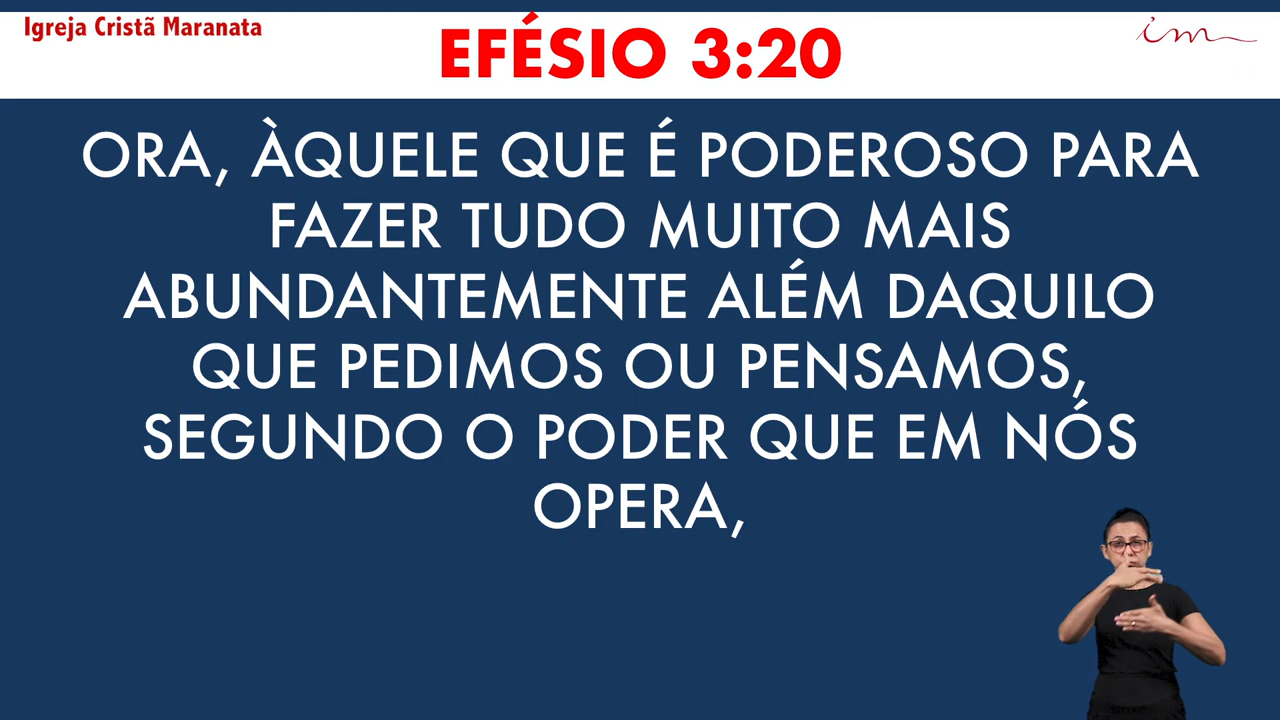 Igreja Cristã Maranata
EFÉSIO 3:20
im
ORA, ÀQUELE QUE É PODEROSO PARA
FAZER TUDO MUITO MAIS
ABUNDANTEMENTE ALÉM DAQUILO
QUE PEDIMOS OU PENSAMOS,
SEGUNDO O PODER QUE EM NÓS
OPERA,